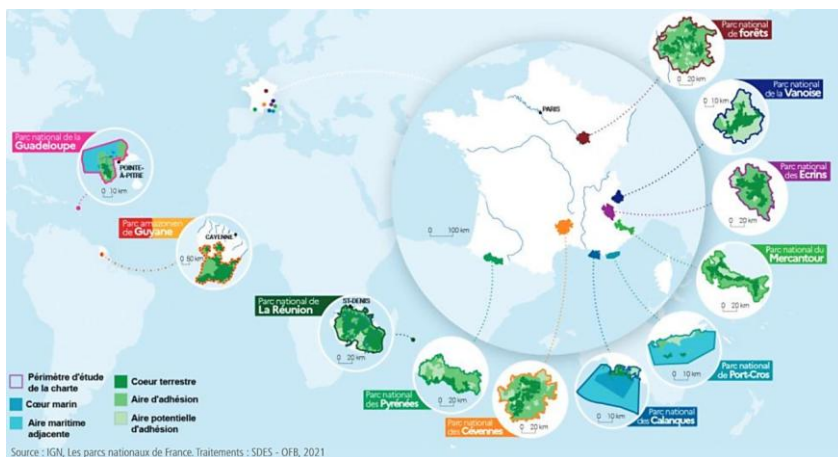 Parc national
de forêts
0 20 km
Parc national
de la Vanoise
0 10 km
PARIS
Parc national
des Ecrins
0 20 km
Parc national de la
Guadeloupe
POINTE-
À-PITRE
0 10 km
Parc amazonien
de Guyane
CAYENNE
0 50 km
0 100 km
Parc national du
Mercantour
0 20 km
Parc national de
La Réunion
ST-DENIS
0 20 km
Parc national
de Port-Cros
0 10 km
Parc national
des Pyrénées
0 20 km
Parc national
des Cévennes
0 20 km
Parc national
des Calanques
0 10 km
Périmètre d'étude
de la charte
Cœur marin
Aire maritime
adjacente
Coeur terrestre
Aire d'adhésion
Aire potentielle
d'adhésion
Source : IGN, Les parcs nationaux de France. Traitements : SDES - OFB, 2021